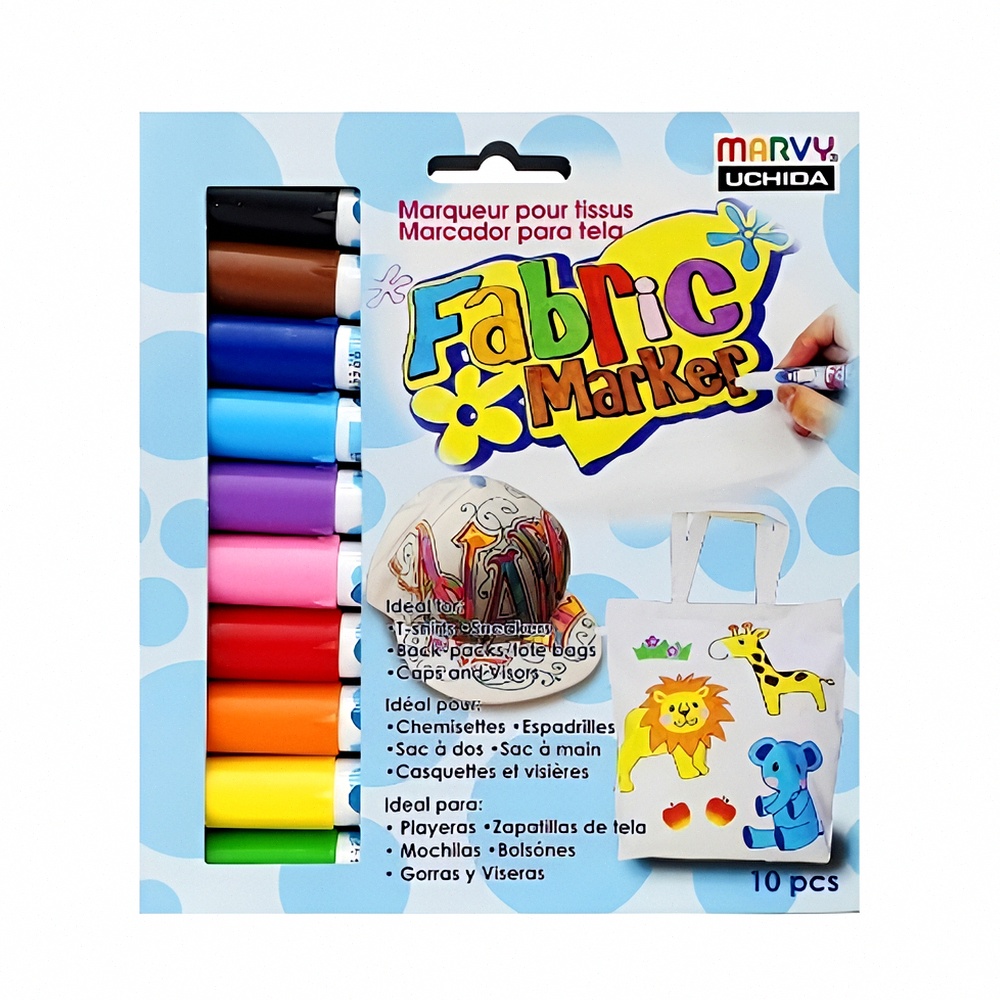 MARVY
UCHIDA
Marqueur pour tissus
Marcador para tela
Fabric
Marker
Ideal for:
•T-shirts •Sneakers
•Back-packs/Tote bags
•Caps and Visors
Idéal pour:
•Chemisettes •Espadrilles
•Sac à dos •Sac à main
•Casquettes et visières
Ideal para:
• Playeras •Zapatillas de tela
• Mochilas •Bolsónes
• Gorras y Viseras
10 pcs